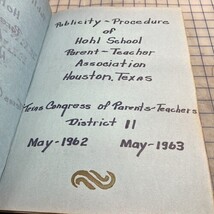 Publicity - Procedure
of
Hohl School
Parent - Teacher
Association
Houston, Texas
Texas Congress of Parents-Teachers
District 11
May - 1962 May - 1963